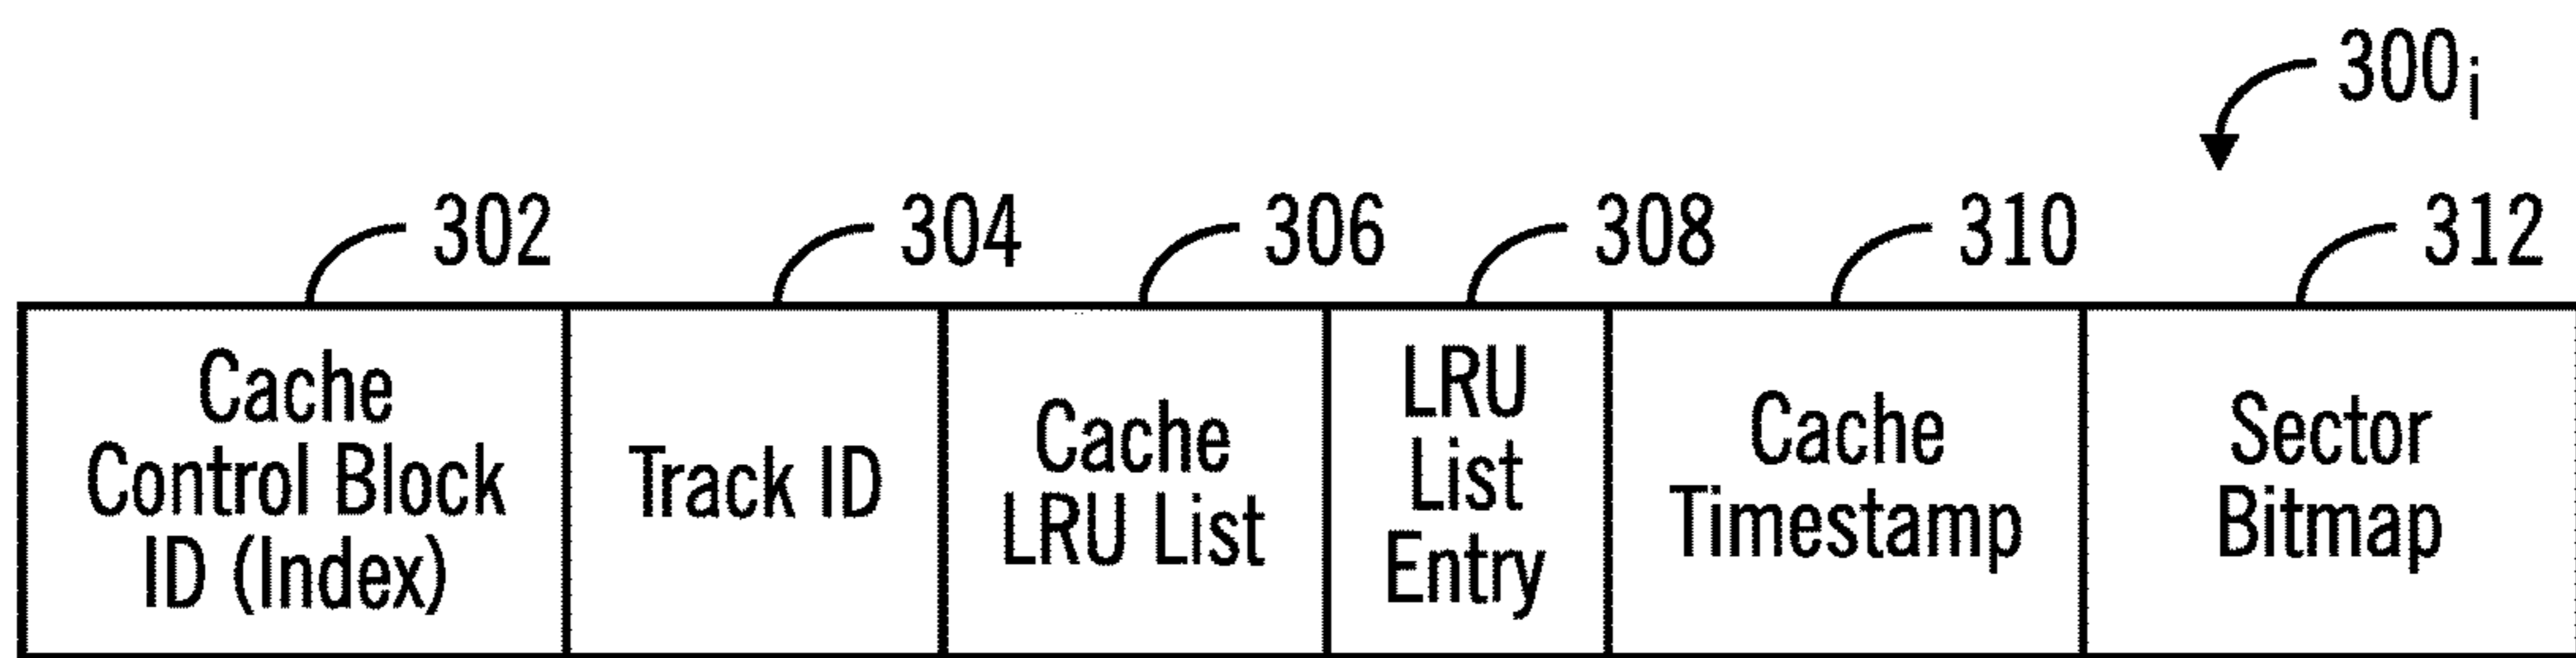 300i
302 304 306 308 310 312
Cache
Control Block
ID (Index)
Track ID
Cache
LRU List
LRU
List
Entry
Cache
Timestamp
Sector
Bitmap